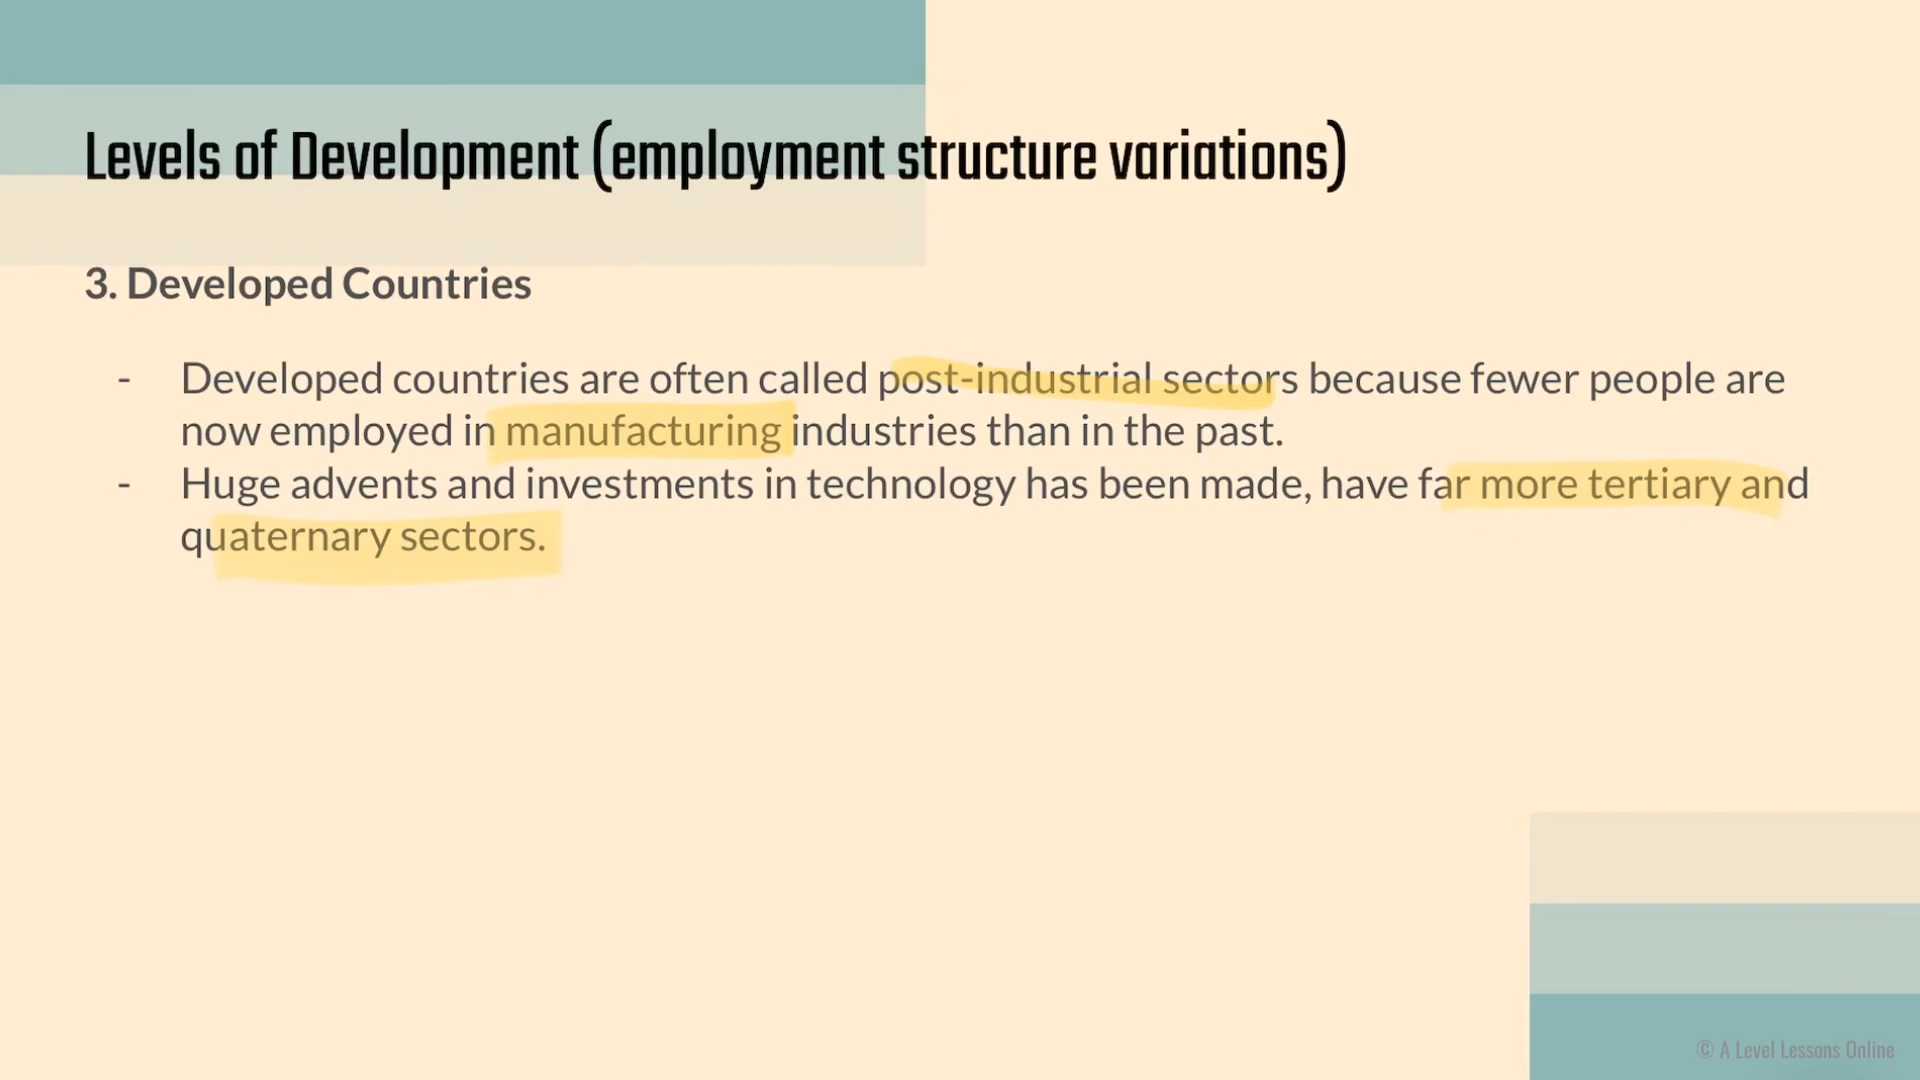 Levels of Development (employment structure variations)
3. Developed Countries
- Developed countries are often called post-industrial sectors because fewer people are
now employed in manufacturing industries than in the past.
- Huge advents and investments in technology has been made, have far more tertiary and
quaternary sectors.
© A Level Lessons Online